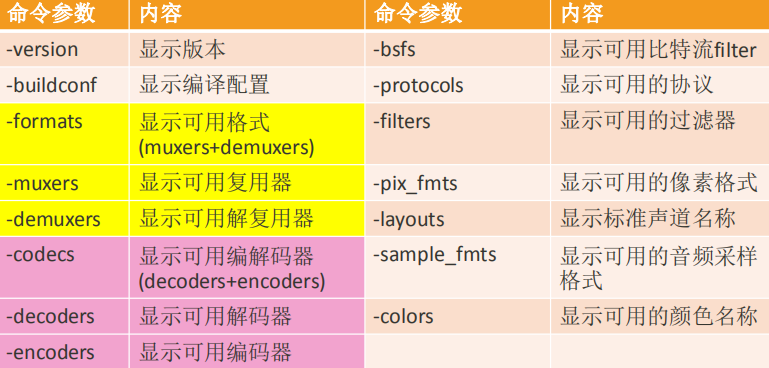 命令参数 内容 命令参数 内容
-version 显示版本 -bsfs 显示可用比特流filter
-buildconf 显示编译配置 -protocols 显示可用的协议
-formats 显示可用格式 -filters 显示可用的过滤器
(muxers+demuxers)
-muxers 显示可用复用器 -pix_fmts 显示可用的像素格式
-demuxers 显示可用解复用器 -layouts 显示标准声道名称
-codecs 显示可用编解码器 -sample_fmts 显示可用的音频采样
(decoders+encoders) 格式
-decoders 显示可用解码器 -colors 显示可用的颜色名称
-encoders 显示可用编码器